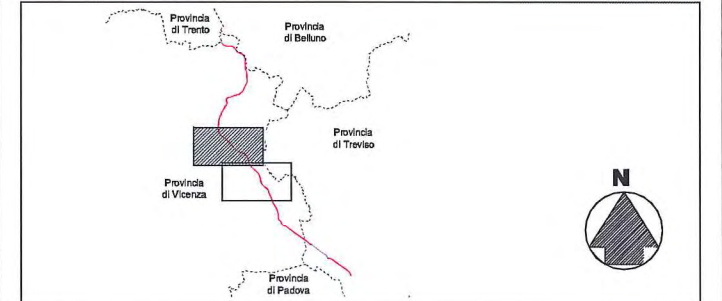 Provincia
di Trento
Provincia
di Belluno
Provincia
di Treviso
Provincia
di Vicenza
N
Provincia
di Padova